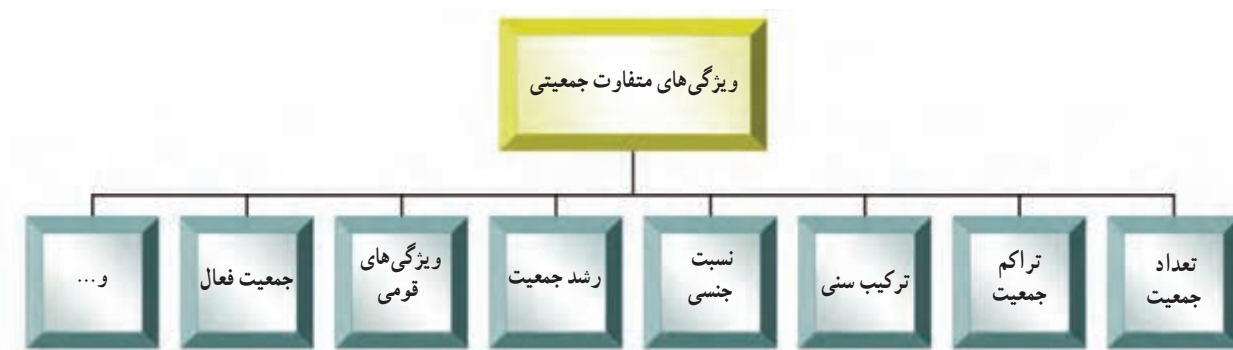 ویژگی‌های متفاوت جمعیتی
تعداد
جمعیت
تراکم
جمعیت
ترکیب سنی
نسبت
جنسی
رشد جمعیت
ویژگی‌های
قومی
جمعیت فعال
و...